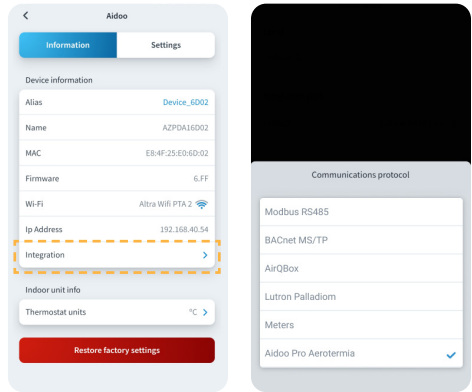 Aidoo
Information Settings
Device information
Alias Device_6D02
Name AZPDA16D02
MAC E8:4F:25:E0:6D:02
Firmware 6.FF
Wi-Fi Altra Wifi PTA 2
Ip Address 192.168.40.54
Integration
Indoor unit info
Thermostat units °C
Restore factory settings
Communications protocol
Modbus RS485
BACnet MS/TP
AirQBox
Lutron Palladiom
Meters
Aidoo Pro Aerotermia